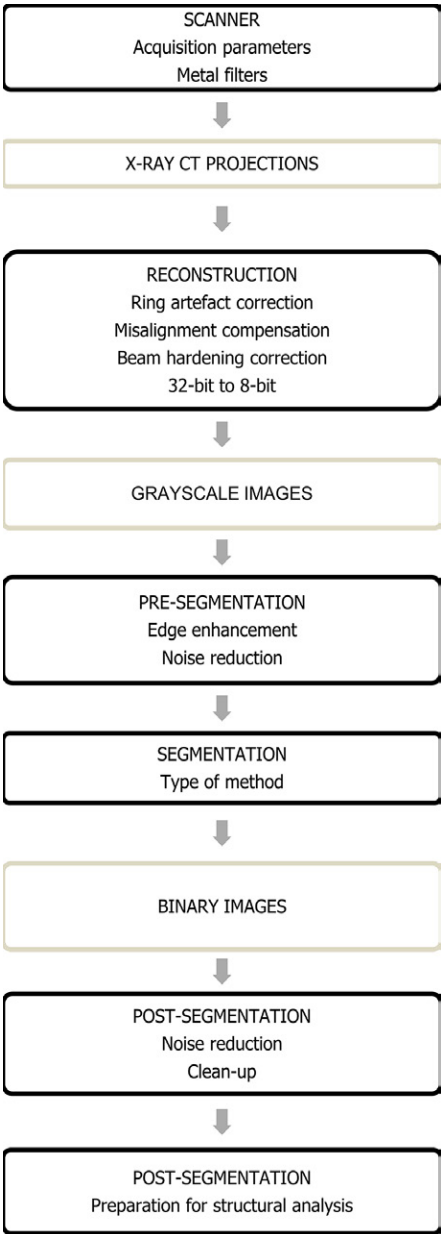 SCANNER
Acquisition parameters
Metal filters
X-RAY CT PROJECTIONS
RECONSTRUCTION
Ring artefact correction
Misalignment compensation
Beam hardening correction
32-bit to 8-bit
GRAYSCALE IMAGES
PRE-SEGMENTATION
Edge enhancement
Noise reduction
SEGMENTATION
Type of method
BINARY IMAGES
POST-SEGMENTATION
Noise reduction
Clean-up
POST-SEGMENTATION
Preparation for structural analysis